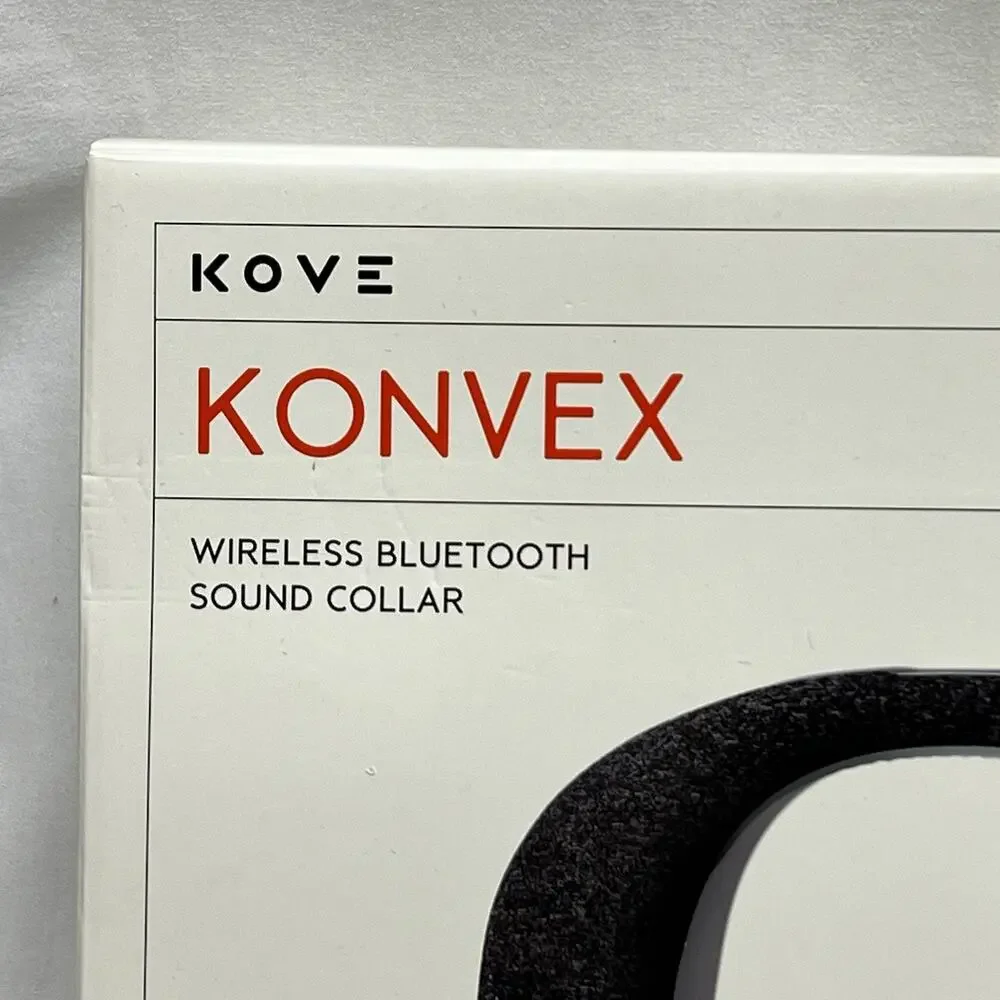 KOVE
KONVEX
WIRELESS BLUETOOTH
SOUND COLLAR